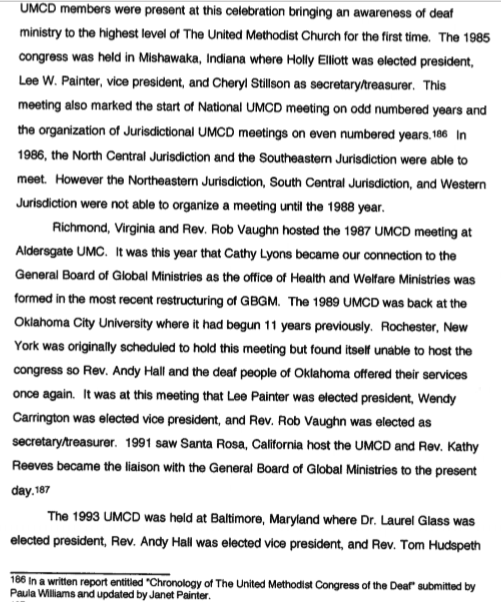 UMCD members were present at this celebration bringing an awareness of deaf
ministry to the highest level of The United Methodist Church for the first time. The 1985
congress was held in Mishawaka, Indiana where Holly Elliott was elected president,
Lee W. Painter, vice president, and Cheryl Stillson as secretary/treasurer. This
meeting also marked the start of National UMCD meeting on odd numbered years and
the organization of Jurisdictional UMCD meetings on even numbered years.186 In
1986, the North Central Jurisdiction and the Southeastern Jurisdiction were able to
meet. However the Northeastern Jurisdiction, South Central Jurisdiction, and Western
Jurisdiction were not able to organize a meeting until the 1988 year.
Richmond, Virginia and Rev. Rob Vaughn hosted the 1987 UMCD meeting at
Aldersgate UMC. It was this year that Cathy Lyons became our connection to the
General Board of Global Ministries as the office of Health and Welfare Ministries was
formed in the most recent restructuring of GBGM. The 1989 UMCD was back at the
Oklahoma City University where it had begun 11 years previously. Rochester, New
York was originally scheduled to hold this meeting but found itself unable to host the
congress so Rev. Andy Hall and the deaf people of Oklahoma offered their services
once again. It was at this meeting that Lee Painter was elected president, Wendy
Carrington was elected vice president, and Rev. Rob Vaughn was elected as
secretary/treasurer. 1991 saw Santa Rosa, California host the UMCD and Rev. Kathy
Reeves became the liaison with the General Board of Global Ministries to the present
day.187
The 1993 UMCD was held at Baltimore, Maryland where Dr. Laurel Glass was
elected president, Rev. Andy Hall was elected vice president, and Rev. Tom Hudspeth
186 In a written report entitled "Chronology of The United Methodist Congress of the Deaf" submitted by
Paula Williams and updated by Janet Painter.